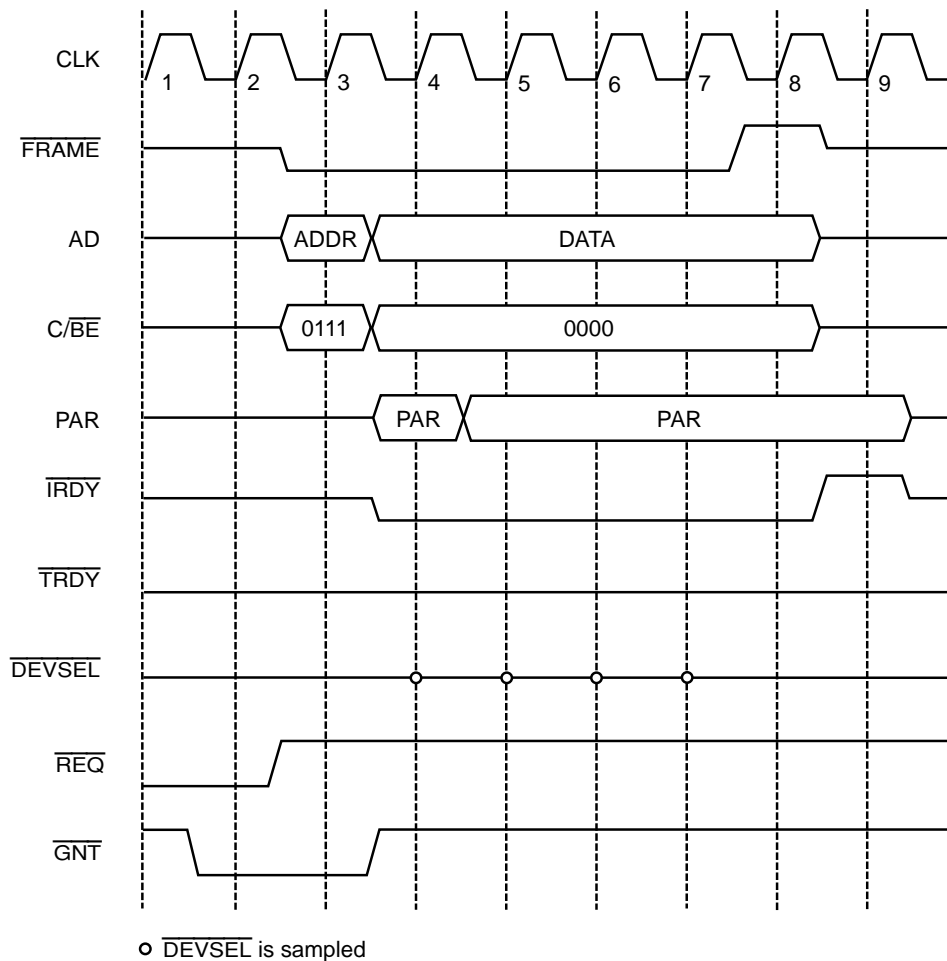 CLK
1 2 3 4 5 6 7 8 9
FRAME
AD ADDR DATA
C/BE 0111 0000
PAR PAR PAR
IRDY
TRDY
DEVSEL
REQ
GNT
DEVSEL is sampled